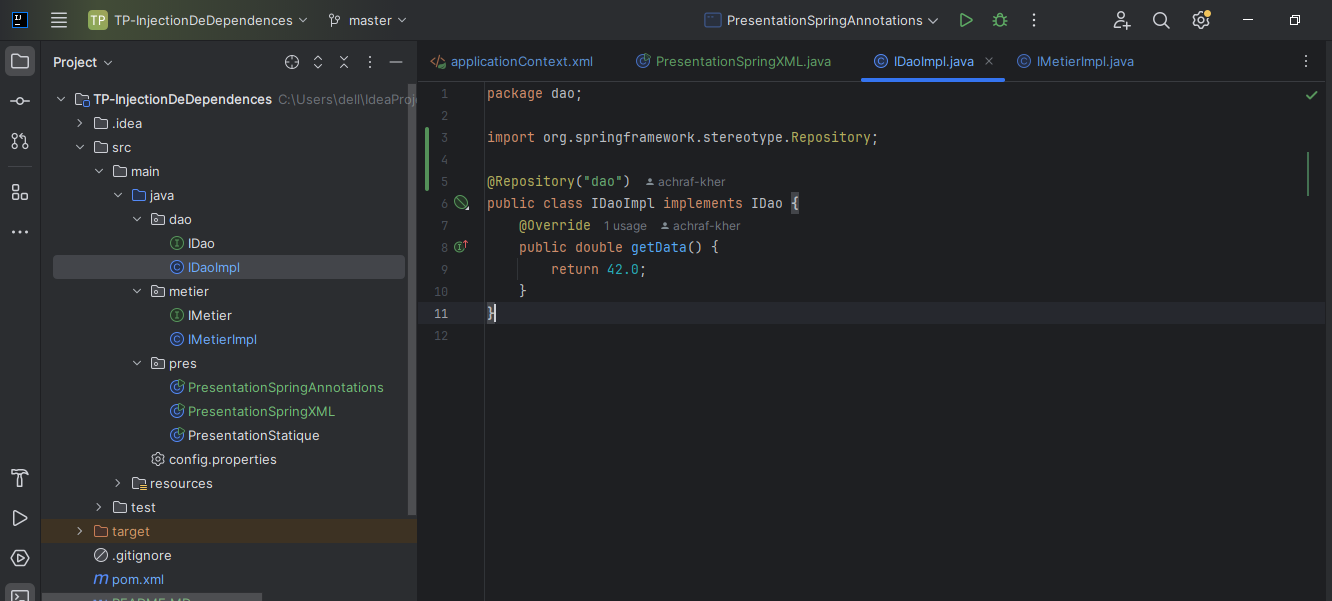 TP TP-InjectionDeDependences master PresentationSpringAnnotations
Project
TP-InjectionDeDependences C:\Users\dell\IdeaProj
.idea
src
main
java
dao
IDao
IDaoImpl
metier
IMetier
IMetierImpl
pres
PresentationSpringAnnotations
PresentationSpringXML
PresentationStatique
config.properties
resources
test
target
.gitignore
pom.xml
README.MD
applicationContext.xml PresentationSpringXML.java IDaoImpl.java IMetierImpl.java
1 package dao;
2
3 import org.springframework.stereotype.Repository;
4
5 @Repository("dao") achraf-kher
6 public class IDaoImpl implements IDao {
7 @Override 1 usage achraf-kher
8 public double getData() {
9 return 42.0;
10 }
11 }
12